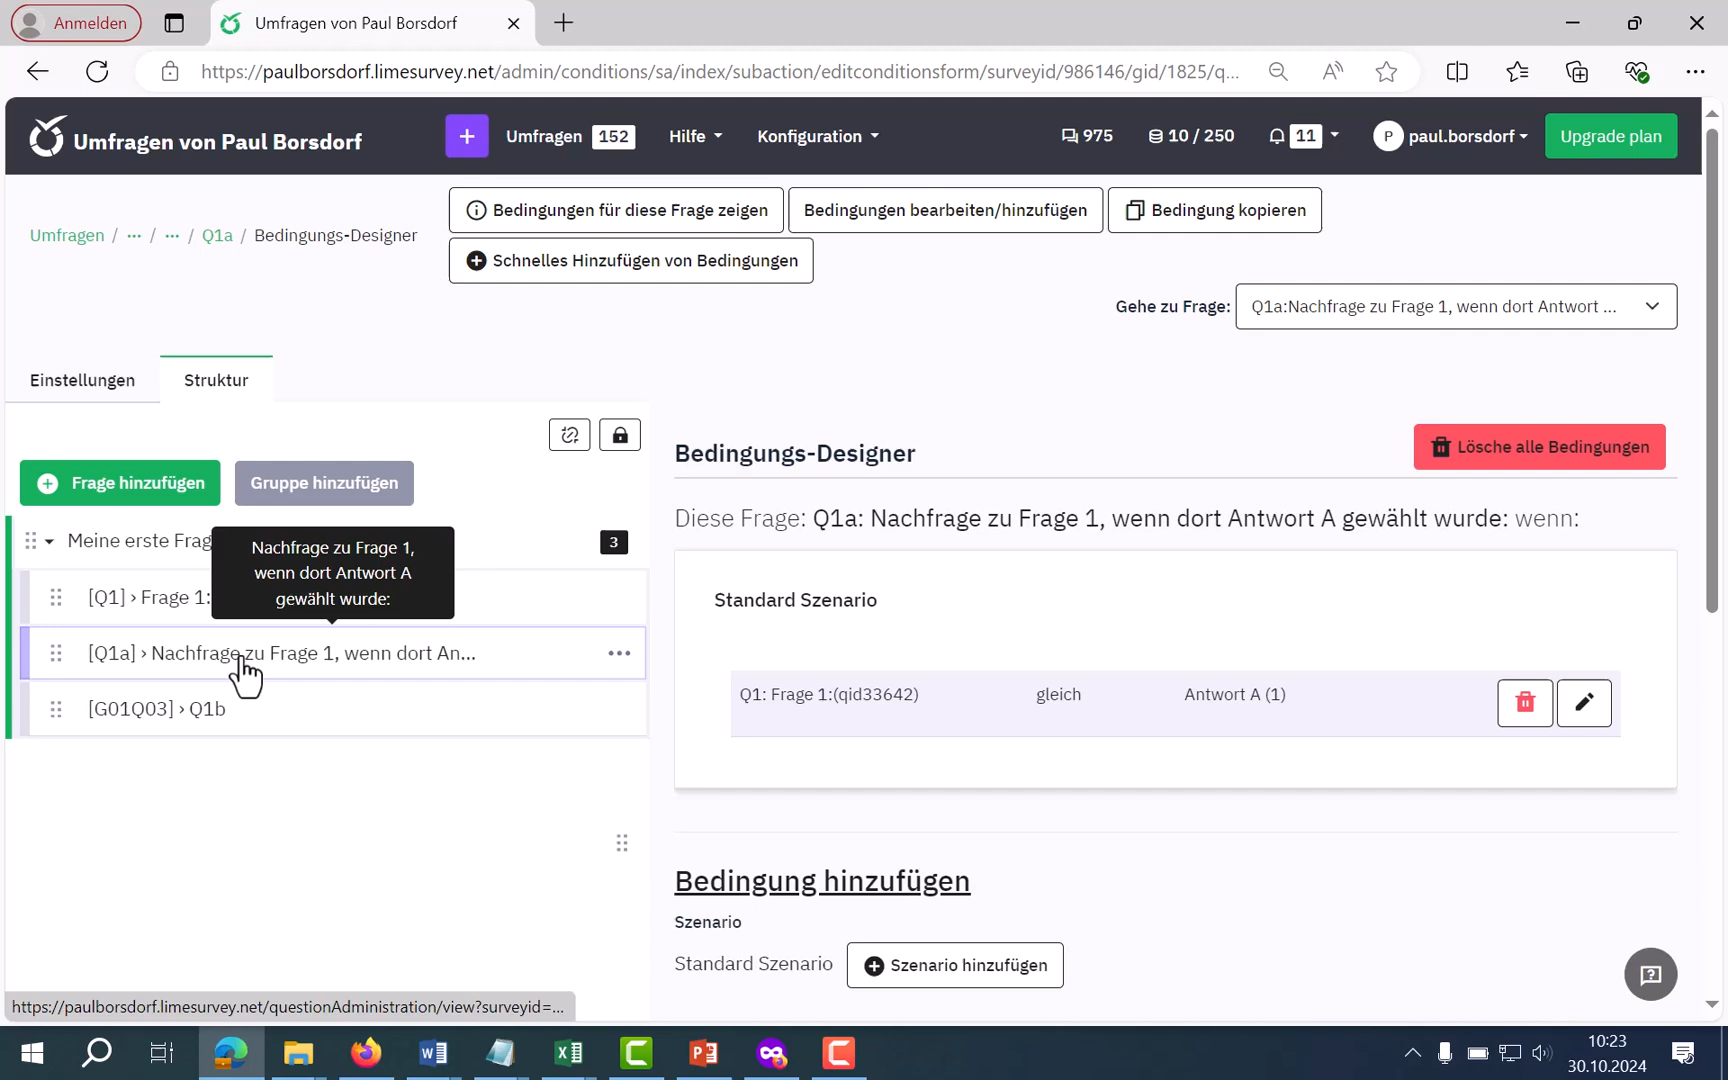 Anmelden
Umfragen von Paul Borsdorf
https://paulborsdorf.limesurvey.net/admin/conditions/sa/index/subaction/editconditionsform/surveyid/986146/gid/1825/q...
Umfragen von Paul Borsdorf
Umfragen 152
Hilfe
Konfiguration
975
10 / 250
11
P paul.borsdorf
Upgrade plan
Umfragen / ... / ... / Q1a / Bedingungs-Designer
Bedingungen für diese Frage zeigen
Bedingungen bearbeiten/hinzufügen
Bedingung kopieren
Schnelles Hinzufügen von Bedingungen
Gehe zu Frage: Q1a:Nachfrage zu Frage 1, wenn dort Antwort ...
Einstellungen
Struktur
Frage hinzufügen
Gruppe hinzufügen
Meine erste Frag
3
Nachfrage zu Frage 1,
wenn dort Antwort A
gewählt wurde:
[Q1] › Frage 1:
[Q1a] › Nachfrage zu Frage 1, wenn dort An...
[G01Q03] › Q1b
Bedingungs-Designer
Lösche alle Bedingungen
Diese Frage: Q1a: Nachfrage zu Frage 1, wenn dort Antwort A gewählt wurde: wenn:
Standard Szenario
Q1: Frage 1:(qid33642) gleich Antwort A (1)
Bedingung hinzufügen
Szenario
Standard Szenario
Szenario hinzufügen
https://paulborsdorf.limesurvey.net/questionAdministration/view?surveyid=...
10:23
30.10.2024